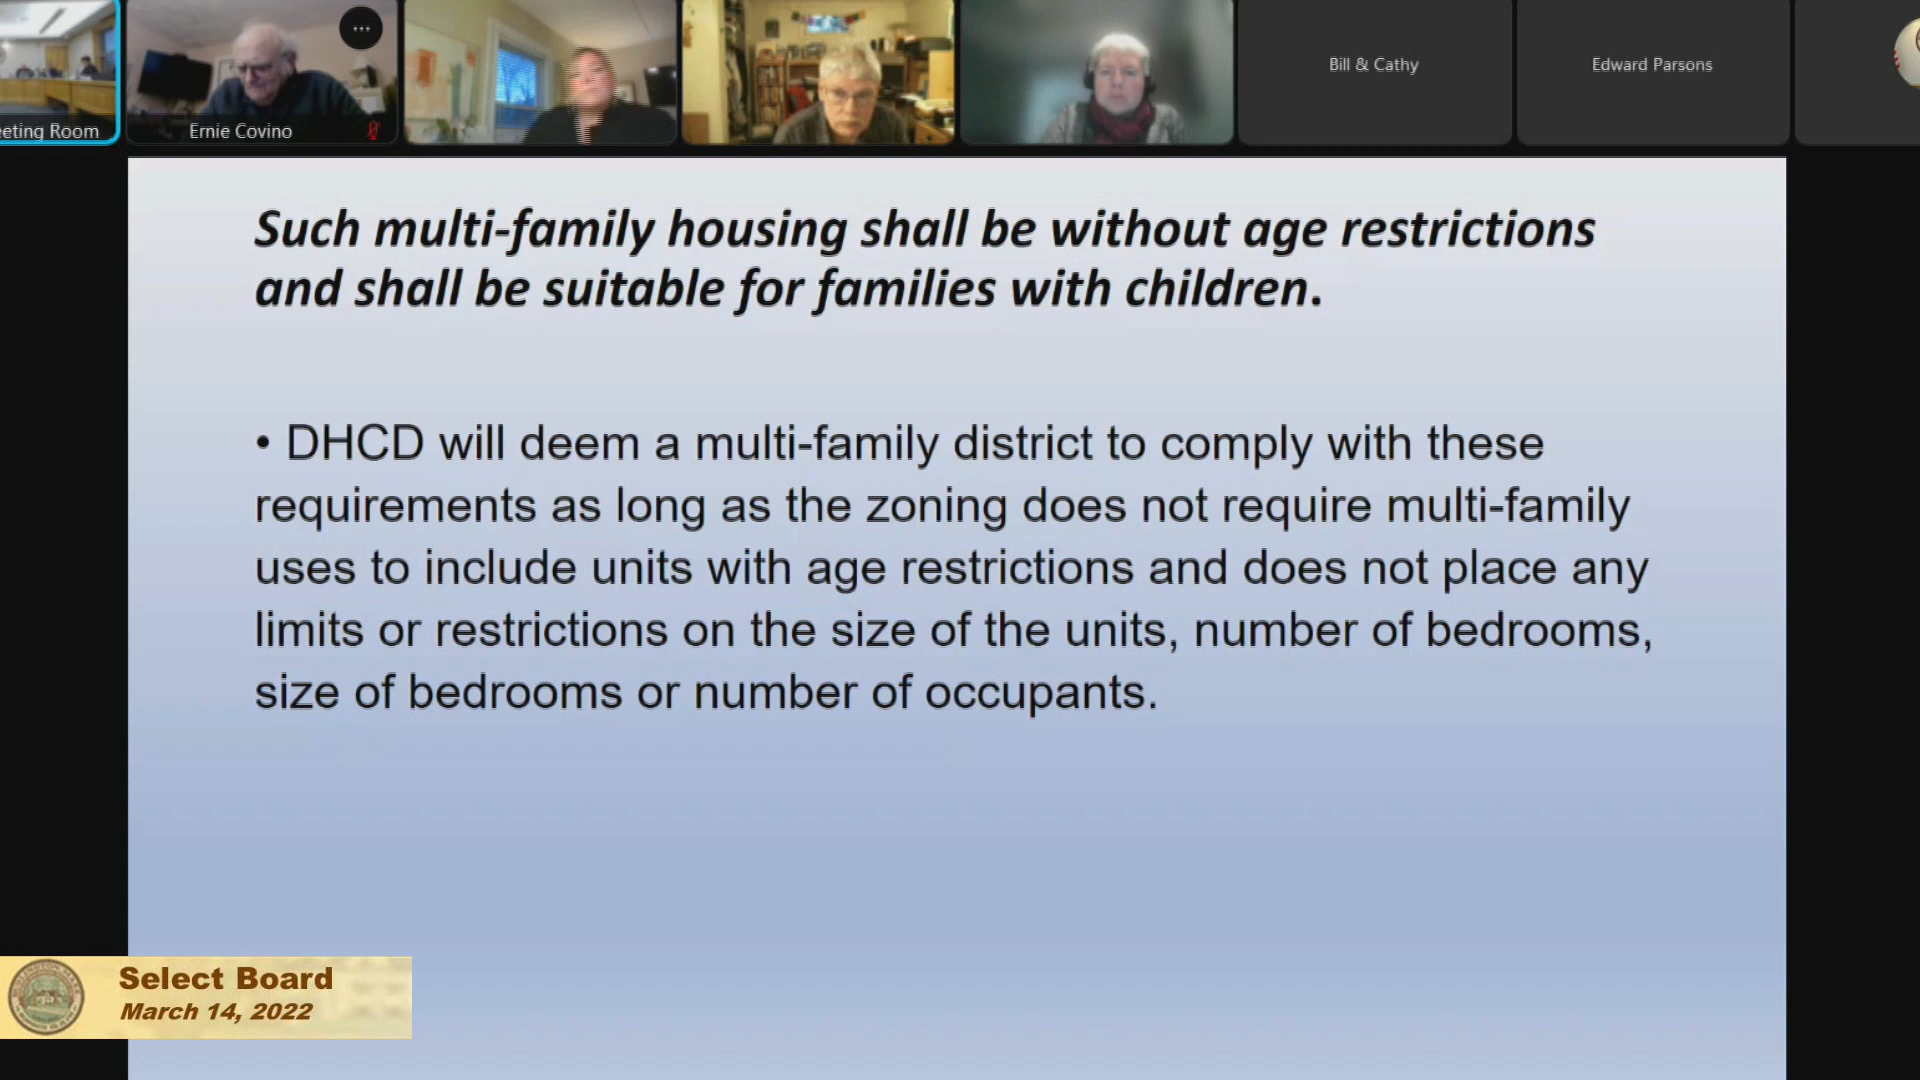 eeting Room
Ernie Covino
Bill & Cathy
Edward Parsons
Such multi-family housing shall be without age restrictions
and shall be suitable for families with children.
• DHCD will deem a multi-family district to comply with these
requirements as long as the zoning does not require multi-family
uses to include units with age restrictions and does not place any
limits or restrictions on the size of the units, number of bedrooms,
size of bedrooms or number of occupants.
Select Board
March 14, 2022